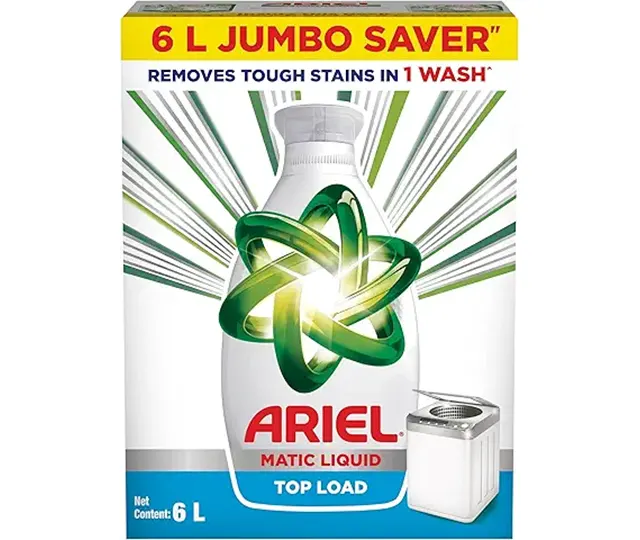 6 L JUMBO SAVER"
REMOVES TOUGH STAINS IN 1 WASH^
ARIEL
MATIC LIQUID
TOP LOAD
Net
Content: 6 L